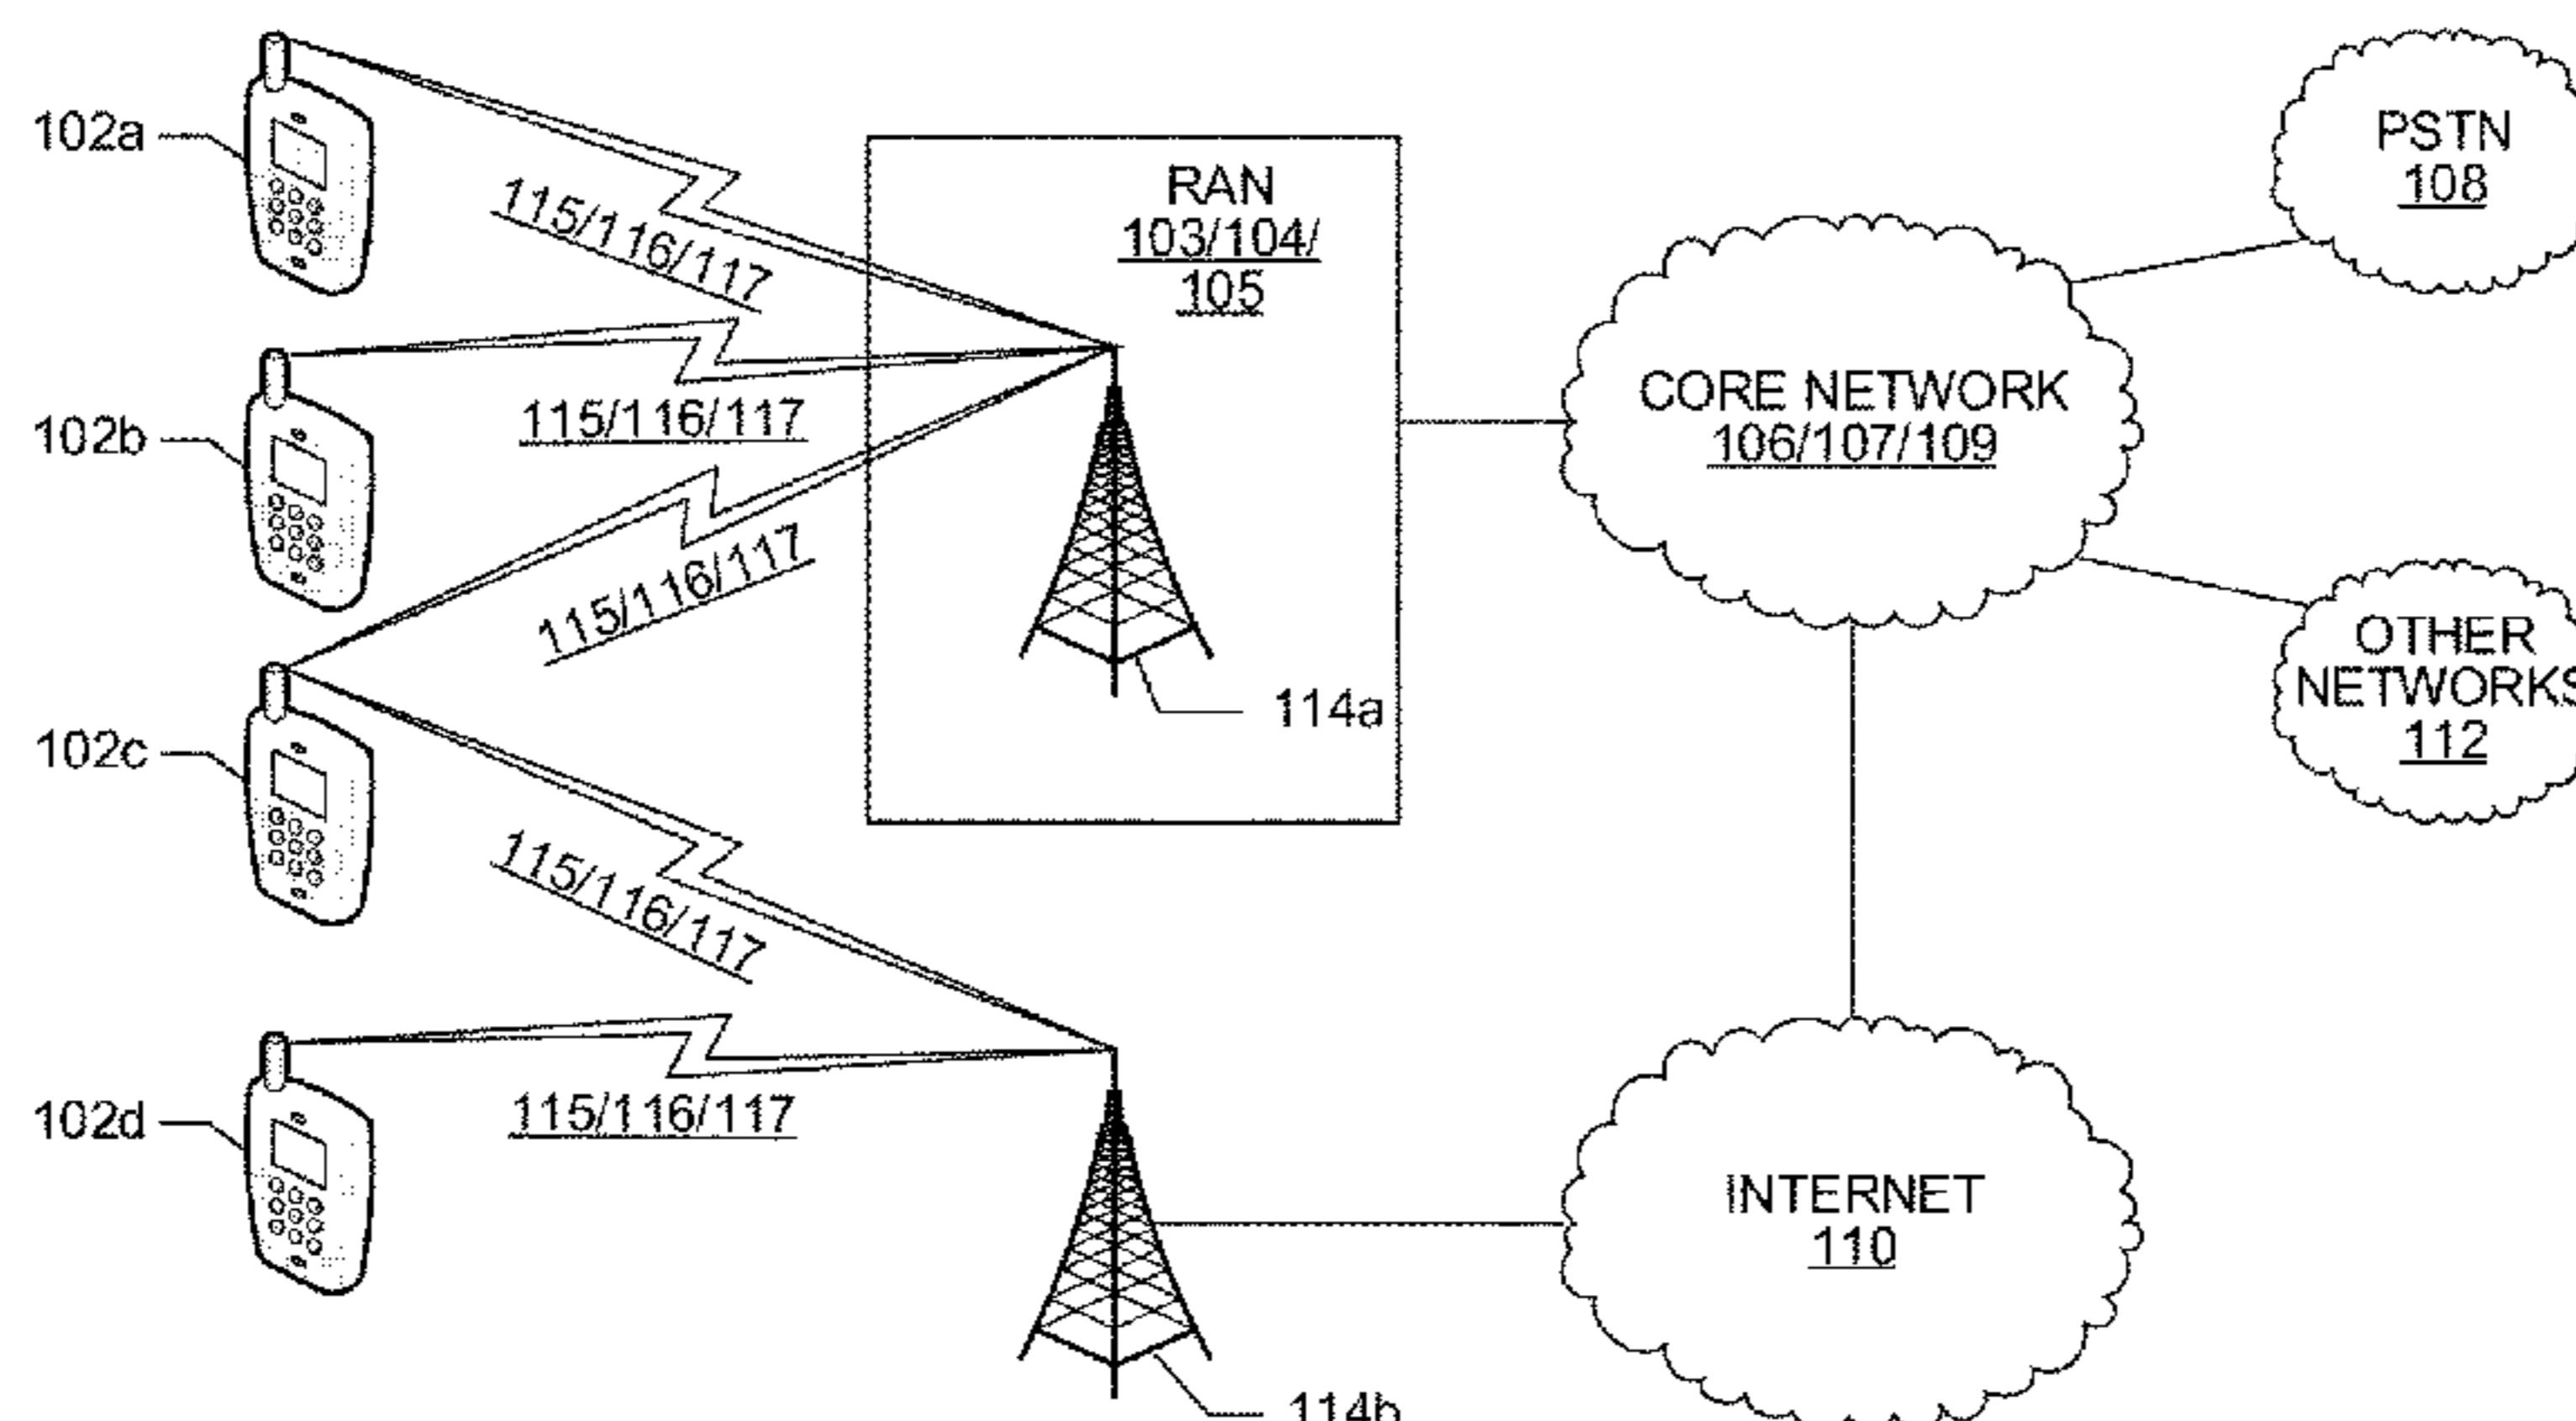 102a
115/116/117
RAN
103/104/
105
PSTN
108
102b
115/116/117
CORE NETWORK
106/107/109
115/116/117
OTHER
NETWORKS
112
114a
102c
115/116/117
102d
115/116/117
INTERNET
110
114b